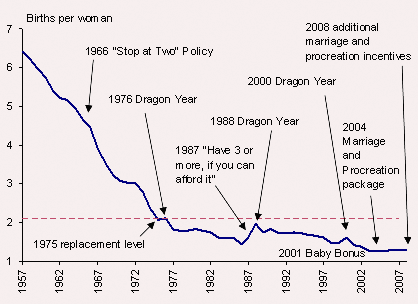 Births per woman
2008 additional
marriage and
procreation incentives
7
1966 "Stop at Two" Policy
6
2000 Dragon Year
1976 Dragon Year
5
1988 Dragon Year
2004
Marriage
and
Procreation
package
4
1987 "Have 3 or
more, if you can
afford it"
3
2
1975 replacement level
2001 Baby Bonus
1
1957
1962
1967
1972
1977
1982
1987
1992
1997
2002
2007